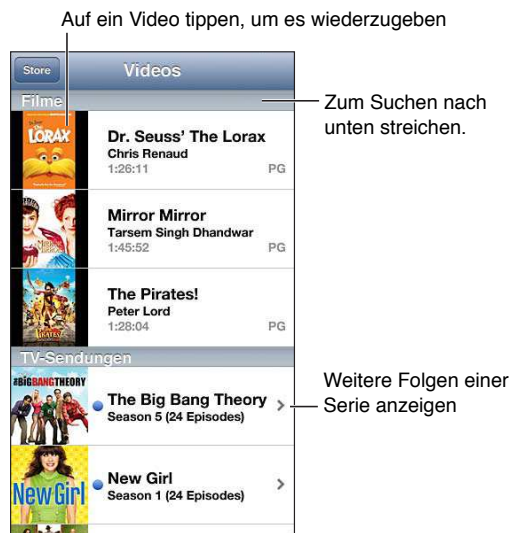 Auf ein Video tippen, um es wiederzugeben
Store
Videos
Filme
Zum Suchen nach
unten streichen.
LORAX
Dr. Seuss' The Lorax
Chris Renaud
1:26:11 PG
Mirror Mirror
Tarsem Singh Dhandwar
1:45:52 PG
PIRATES!
The Pirates!
Peter Lord
1:28:04 PG
TV-Sendungen
BIGBANGTHEORY
The Big Bang Theory
Season 5 (24 Episodes)
Weitere Folgen einer
Serie anzeigen
New Girl
New Girl
Season 1 (24 Episodes)